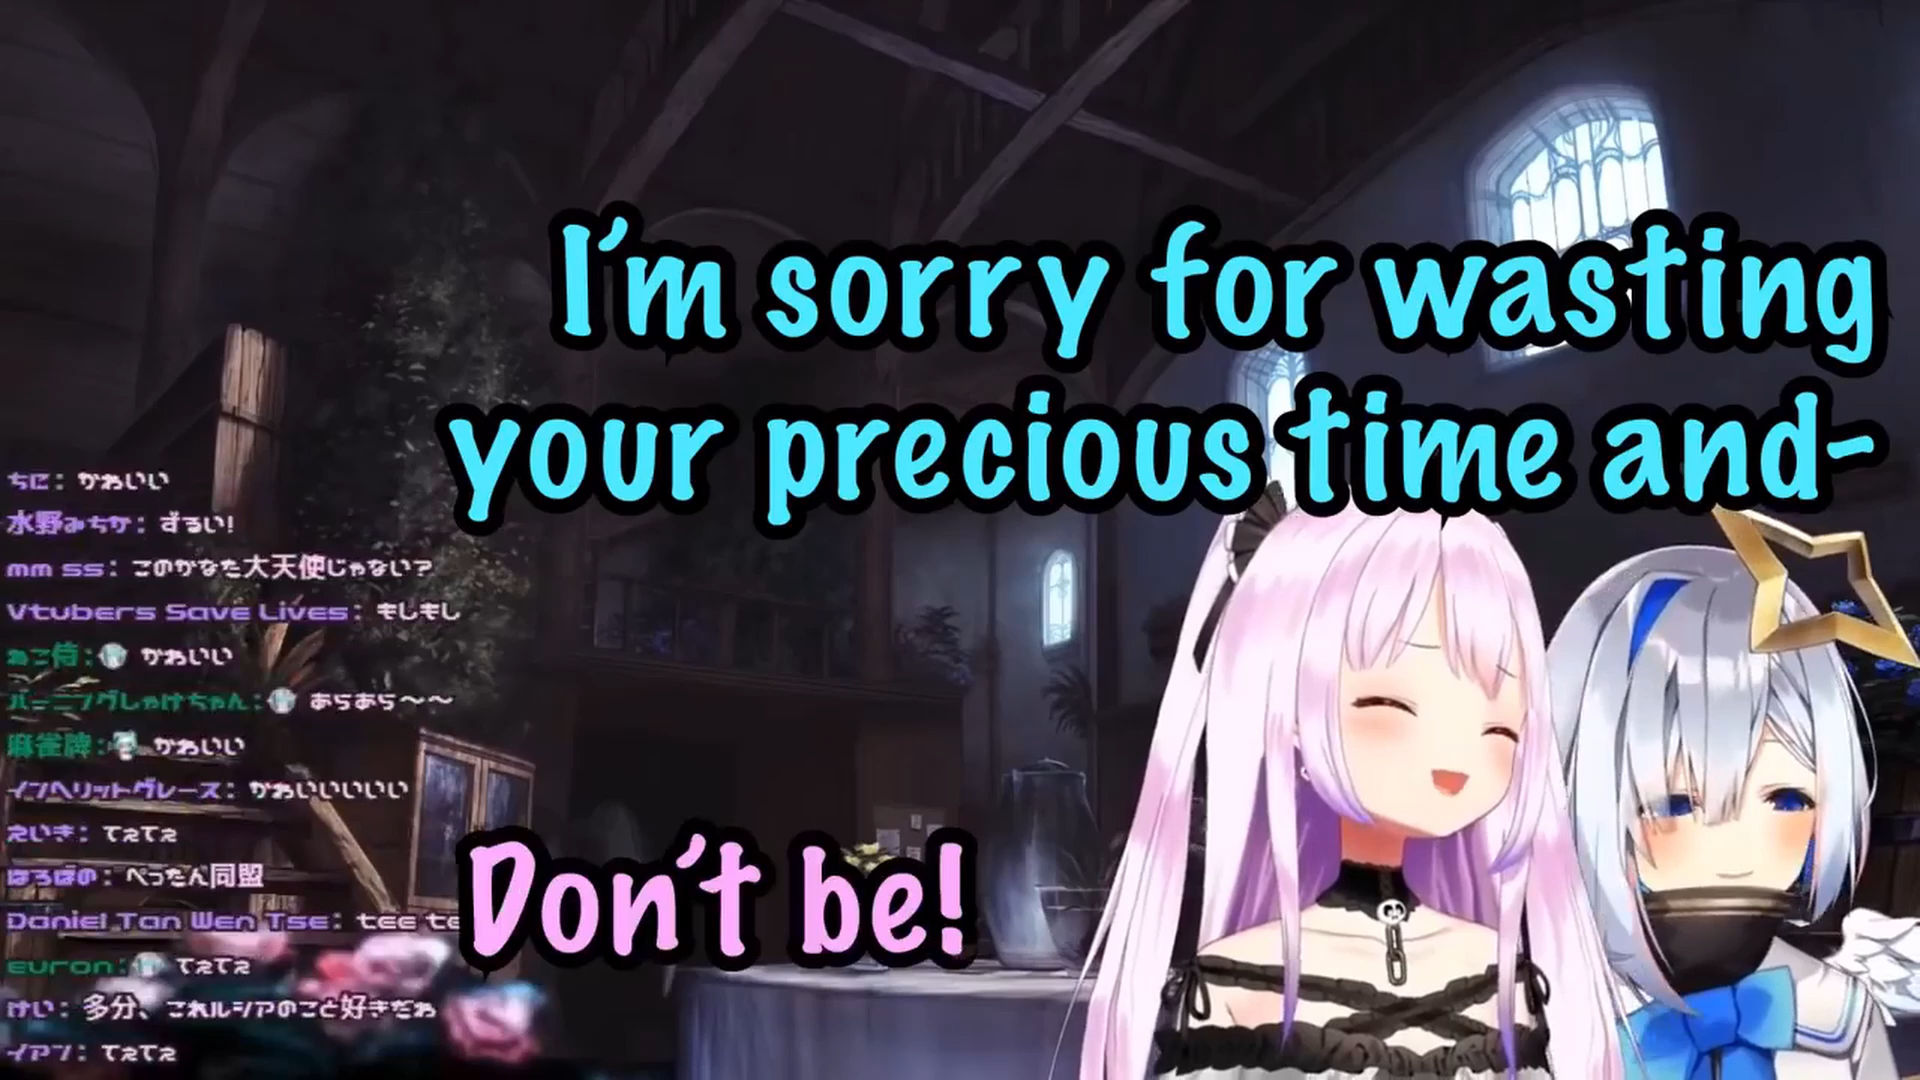 I'm sorry for wasting
your precious time and-
ちに: かわいい
水野みちか: ずるい!
mm ss: このかなた大天使じゃない?
Vtubers Save Lives: もしもし
ねこ侍: かわいい
バーニングしゃけちゃん: あらあら〜〜
麻雀牌: かわいい
インヘリットグレース: かわいいいいい
えいき: てぇてぇ
Don't be!
はろぼの: ぺったん同盟
Daniel Tan Wen Tse: tee te
euron: てぇてぇ
けい: 多分、これルシアのこと好きだわ
イアン: てぇてぇ